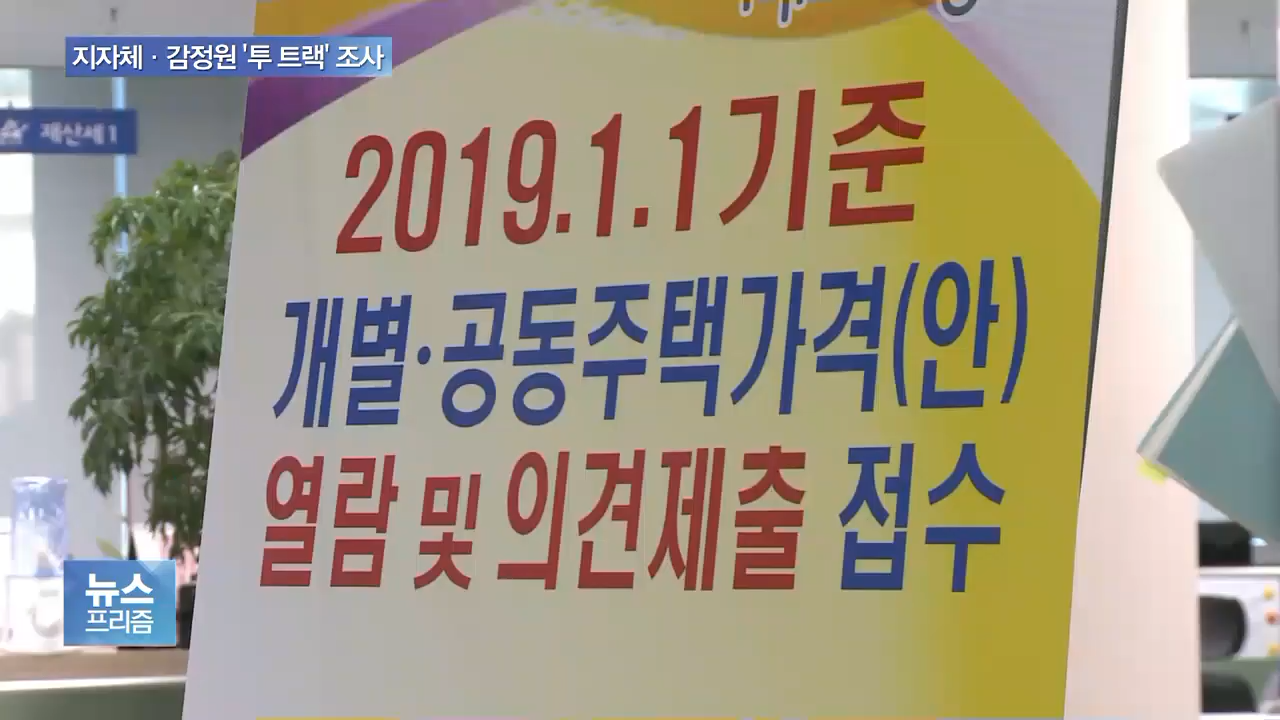 지자체·감정원 '투 트랙' 조사
재산세1
2019.1.1기준
개별·공동주택가격(안)
열람 및 의견제출 접수
뉴스
프리즘